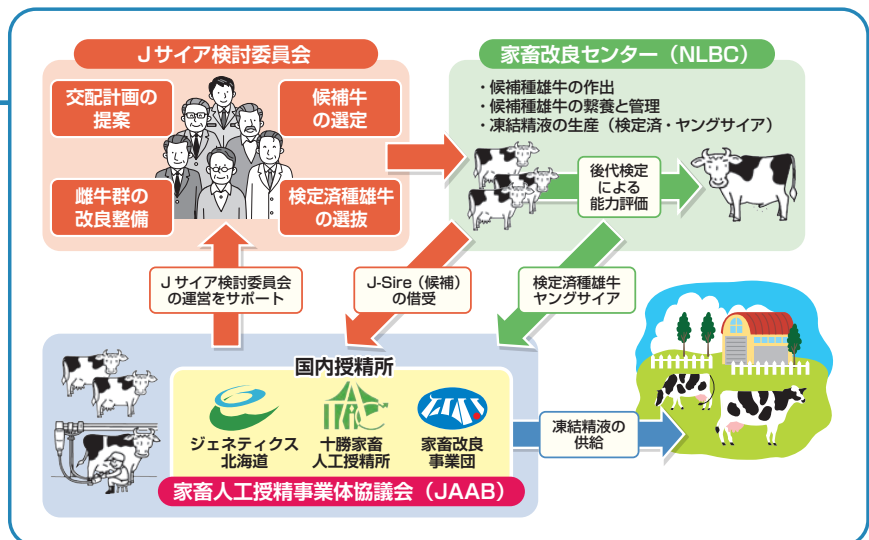 Jサイア検討委員会
交配計画の
提案
候補牛
の選定
雌牛群の
改良整備
検定済種雄牛
の選抜
家畜改良センター（NLBC）
・候補種雄牛の作出
・候補種雄牛の繋養と管理
・凍結精液の生産（検定済・ヤングサイア）
後代検定
による
能力評価
Jサイア検討委員会
の運営をサポート
J-Sire（候補）
の借受
検定済種雄牛
ヤングサイア
国内授精所
ジェネティクス
北海道
十勝家畜
人工授精所
家畜改良
事業団
家畜人工授精事業体協議会（JAAB）
凍結精液の
供給